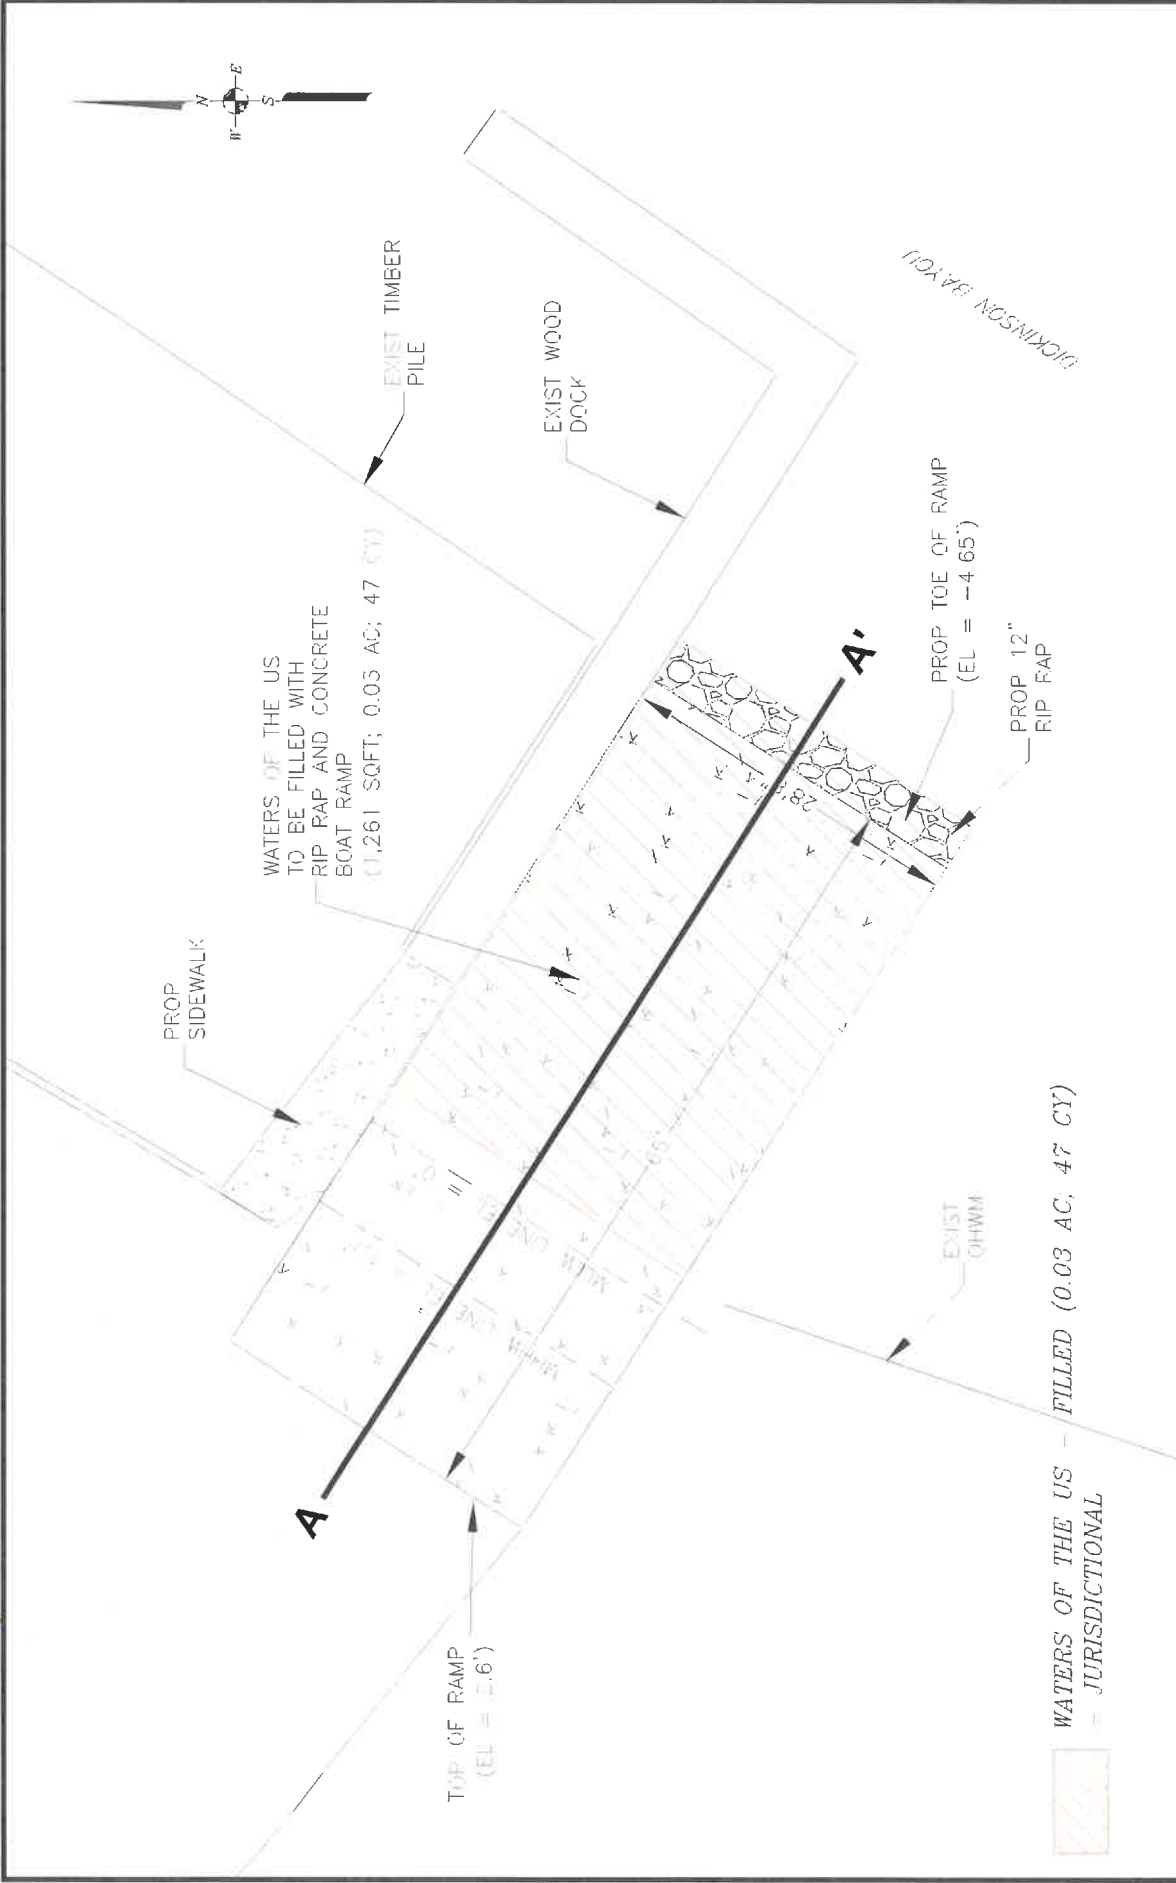 N
W E
S
EXIST TIMBER
PILE
EXIST WOOD
DOCK
DICKINSON BAYOU
WATERS OF THE US
TO BE FILLED WITH
RIP RAP AND CONCRETE
BOAT RAMP
(1,261 SQFT; 0.03 AC; 47 CY)
PROP
SIDEWALK
A'
PROP TOE OF RAMP
(EL = -4.65')
PROP 12"
RIP RAP
65'
A
TOP OF RAMP
EXIST
OHWM
WATERS OF THE US - FILLED (0.03 AC; 47 CY)
= JURISDICTIONAL